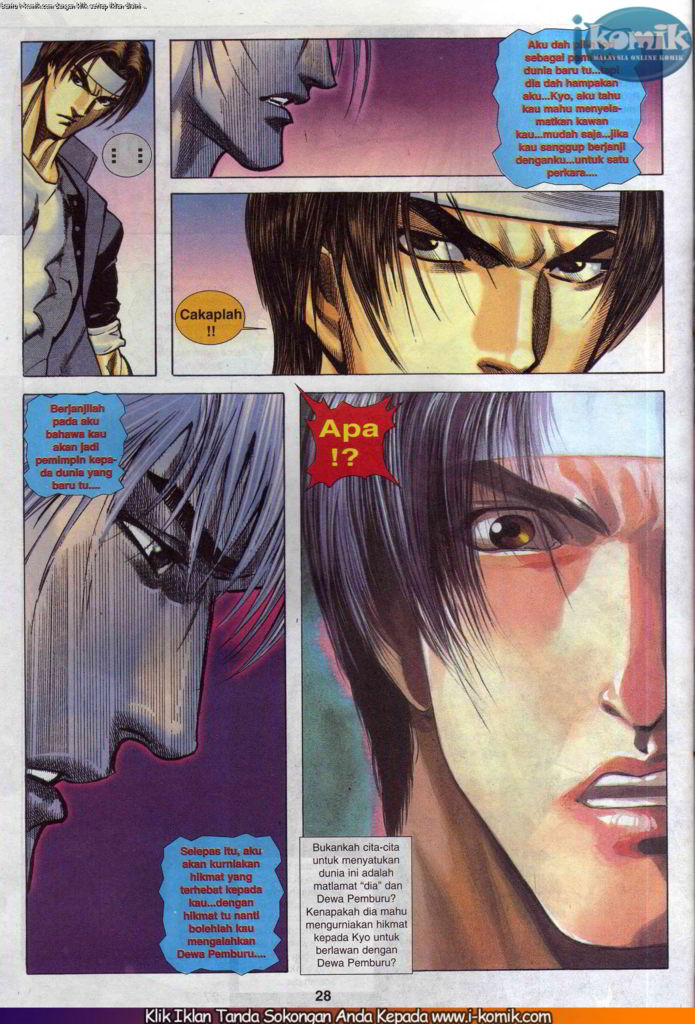 i komik
MALAYSIA ONLINE KOMIK
dunia baru tu...tapi
dia dah hampakan
aku...Kyo, aku tahu
kau mahu menyela-
matkan kawan
kau...mudah saja...jika
kau sanggup berjanji
denganku...untuk satu
perkara....
!! !!
Cakaplah
!!
Berjanjilah
pada aku
bahawa kau
akan jadi
pemimpin kepa-
da dunia yang
baru tu....
Apa
!?
Selepas itu, aku
akan kurniakan
hikmat yang
terhebat kepada
kau...dengan
hikmat tu nanti
bolehlah kau
mengalahkan
Dewa Pemburu....
Bukankah cita-cita
untuk menyatukan
dunia ini adalah
matlamat "dia" dan
Dewa Pemburu?
Kenapakah dia mahu
mengurniakan hikmat
kepada Kyo untuk
berlawan dengan
Dewa Pemburu?
28
Klik Iklan Tanda Sokongan Anda Kepada www.i-komik.com